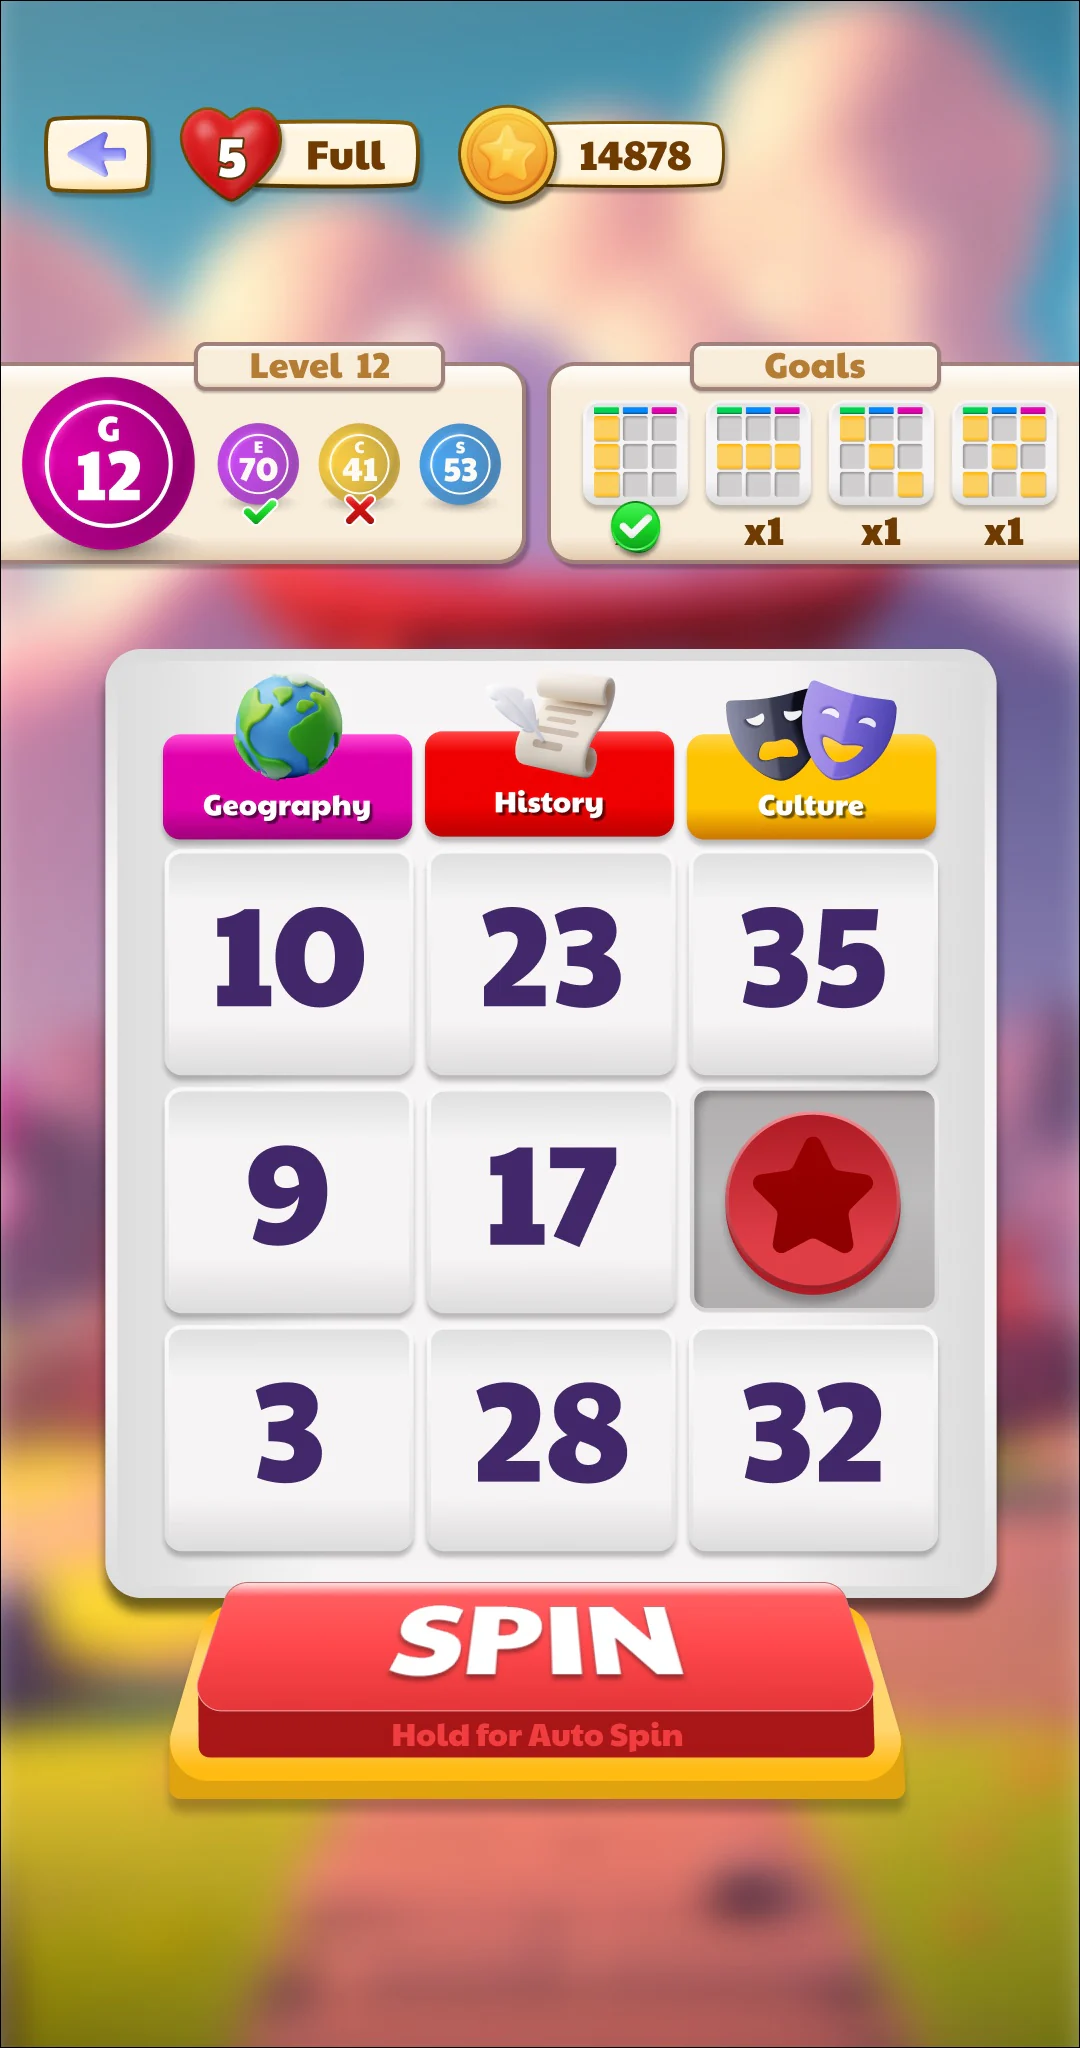 5 Full
14878
Level 12
Goals
G
12
E
70
C
41
S
53
x1
x1
x1
Geography
History
Culture
10
23
35
9
17
3
28
32
SPIN
Hold for Auto Spin